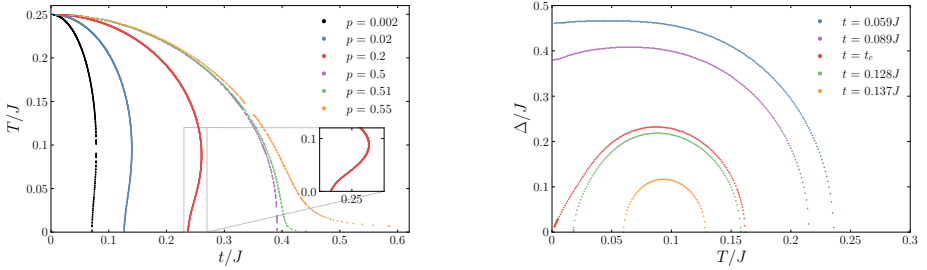 0.25
0.2
0.15
0.1
0.05
0
T/J
p = 0.002
p = 0.02
p = 0.2
p = 0.5
p = 0.51
p = 0.55
0.1
0.0
0.25
0 0.1 0.2 0.3 0.4 0.5 0.6
t/J
0.5
0.4
0.3
0.2
0.1
0
Δ/J
t = 0.059J
t = 0.089J
t = t_c
t = 0.128J
t = 0.137J
0 0.05 0.1 0.15 0.2 0.25 0.3
T/J